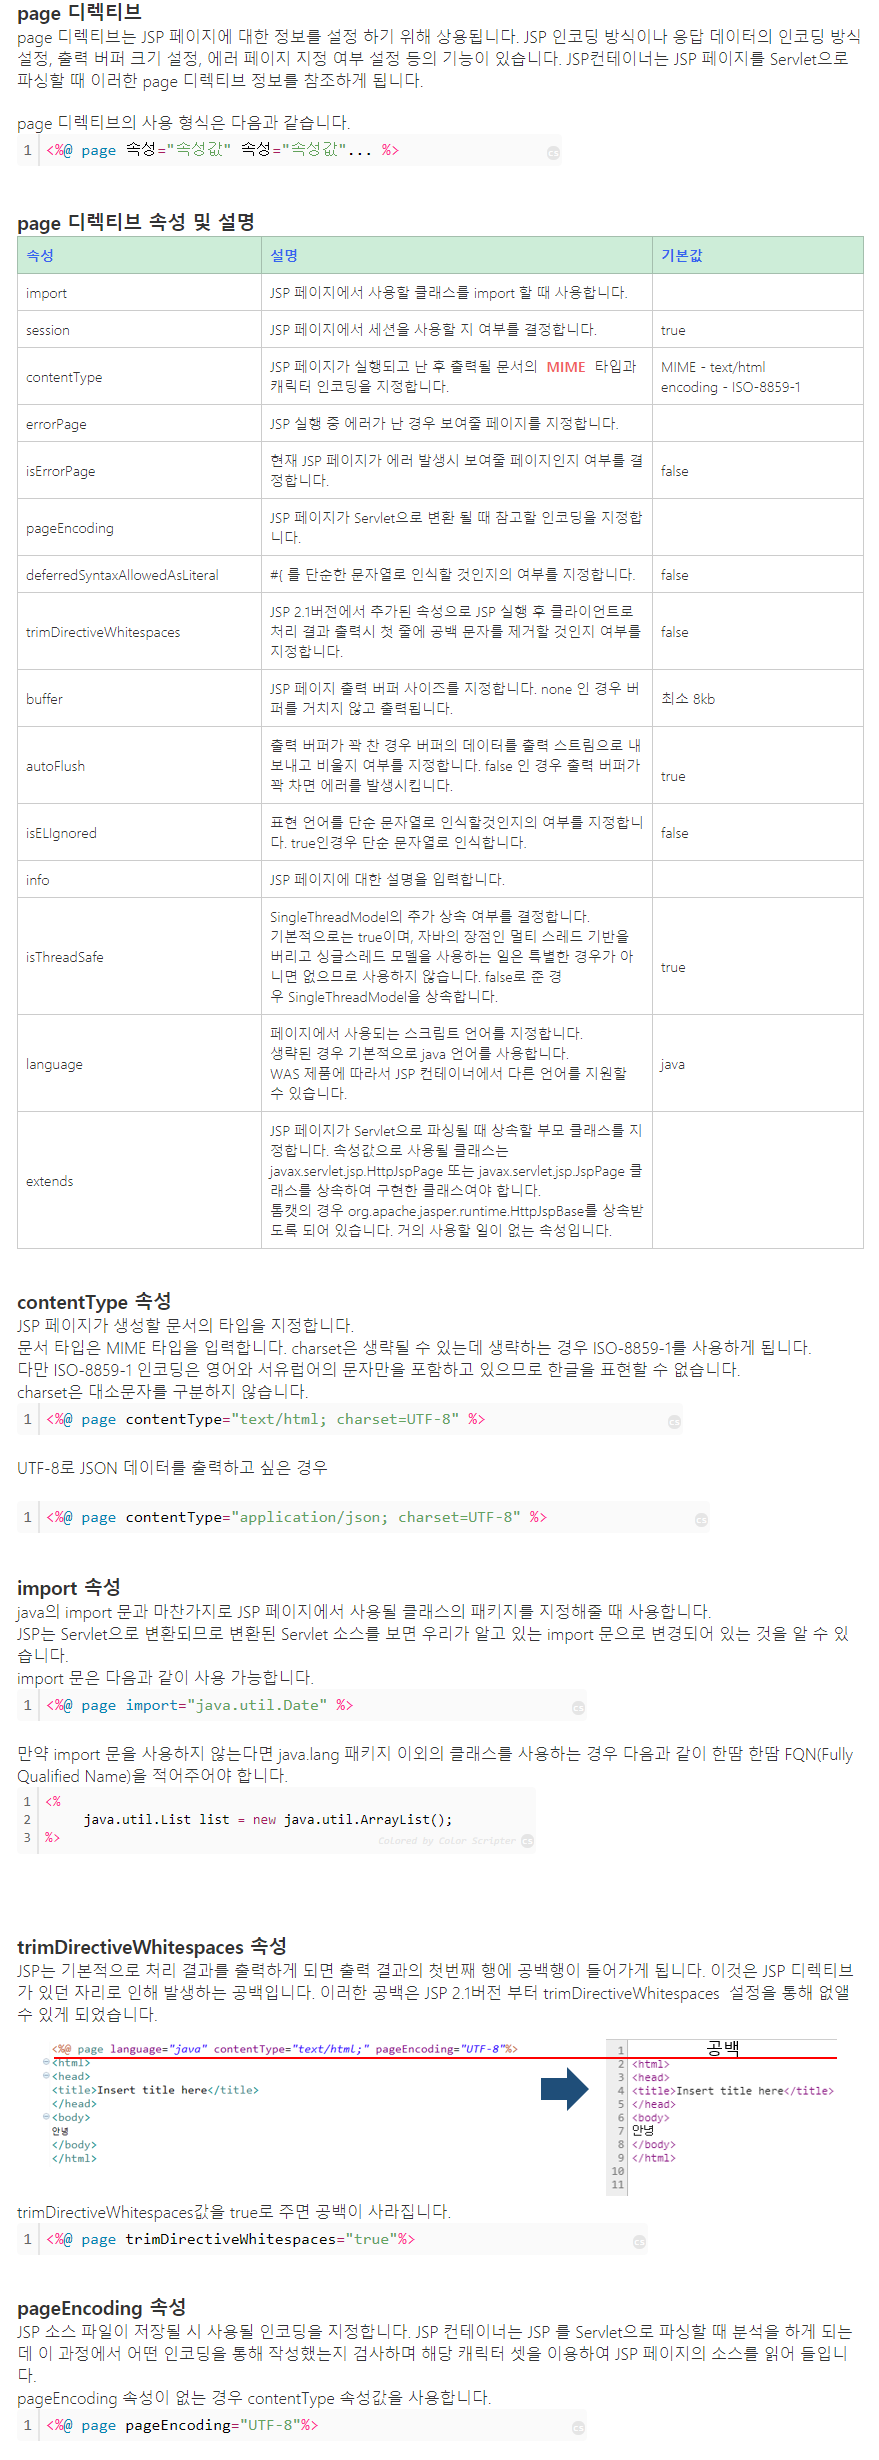 page 디렉티브
page 디렉티브는 JSP 페이지에 대한 정보를 설정 하기 위해 상용됩니다. JSP 인코딩 방식이나 응답 데이터의 인코딩 방식
설정, 출력 버퍼 크기 설정, 에러 페이지 지정 여부 설정 등의 기능이 있습니다. JSP컨테이너는 JSP 페이지를 Servlet으로
파싱할 때 이러한 page 디렉티브 정보를 참조하게 됩니다.
page 디렉티브의 사용 형식은 다음과 같습니다.
1 <%@ page 속성="속성값" 속성="속성값"... %>
cs
page 디렉티브 속성 및 설명
속성 설명 기본값
import JSP 페이지에서 사용할 클래스를 import 할 때 사용합니다.
session JSP 페이지에서 세션을 사용할 지 여부를 결정합니다. true
contentType
JSP 페이지가 실행되고 난 후 출력될 문서의 MIME 타입과
캐릭터 인코딩을 지정합니다.
MIME - text/html
encoding - ISO-8859-1
errorPage JSP 실행 중 에러가 난 경우 보여줄 페이지를 지정합니다.
isErrorPage
현재 JSP 페이지가 에러 발생시 보여줄 페이지인지 여부를 결
정합니다.
false
pageEncoding
JSP 페이지가 Servlet으로 변환 될 때 참고할 인코딩을 지정합
니다.
deferredSyntaxAllowedAsLiteral #{ 를 단순한 문자열로 인식할 것인지의 여부를 지정합니다. false
trimDirectiveWhitespaces
JSP 2.1버전에서 추가된 속성으로 JSP 실행 후 클라이언트로
처리 결과 출력시 첫 줄에 공백 문자를 제거할 것인지 여부를
지정합니다.
false
buffer
JSP 페이지 출력 버퍼 사이즈를 지정합니다. none 인 경우 버
퍼를 거치지 않고 출력됩니다.
최소 8kb
autoFlush
출력 버퍼가 꽉 찬 경우 버퍼의 데이터를 출력 스트림으로 내
보내고 비울지 여부를 지정합니다. false 인 경우 출력 버퍼가
꽉 차면 에러를 발생시킵니다.
true
isELIgnored
표현 언어를 단순 문자열로 인식할것인지의 여부를 지정합니
다. true인경우 단순 문자열로 인식합니다.
false
info JSP 페이지에 대한 설명을 입력합니다.
isThreadSafe
SingleThreadModel의 추가 상속 여부를 결정합니다.
기본적으로는 true이며, 자바의 장점인 멀티 스레드 기반을
버리고 싱글스레드 모델을 사용하는 일은 특별한 경우가 아
니면 없으므로 사용하지 않습니다. false로 준 경
우 SingleThreadModel을 상속합니다.
true
language
페이지에서 사용되는 스크립트 언어를 지정합니다.
생략된 경우 기본적으로 java 언어를 사용합니다.
WAS 제품에 따라서 JSP 컨테이너에서 다른 언어를 지원할
수 있습니다.
java
extends
JSP 페이지가 Servlet으로 파싱될 때 상속할 부모 클래스를 지
정합니다. 속성값으로 사용될 클래스는
javax.servlet.jsp.HttpJspPage 또는 javax.servlet.jsp.JspPage 클
래스를 상속하여 구현한 클래스여야 합니다.
톰캣의 경우 org.apache.jasper.runtime.HttpJspBase를 상속받
도록 되어 있습니다. 거의 사용할 일이 없는 속성입니다.
contentType 속성
JSP 페이지가 생성할 문서의 타입을 지정합니다.
문서 타입은 MIME 타입을 입력합니다. charset은 생략될 수 있는데 생략하는 경우 ISO-8859-1를 사용하게 됩니다.
다만 ISO-8859-1 인코딩은 영어와 서유럽어의 문자만을 포함하고 있으므로 한글을 표현할 수 없습니다.
charset은 대소문자를 구분하지 않습니다.
1 <%@ page contentType="text/html; charset=UTF-8" %>
cs
UTF-8로 JSON 데이터를 출력하고 싶은 경우
1 <%@ page contentType="application/json; charset=UTF-8" %>
cs
import 속성
java의 import 문과 마찬가지로 JSP 페이지에서 사용될 클래스의 패키지를 지정해줄 때 사용합니다.
JSP는 Servlet으로 변환되므로 변환된 Servlet 소스를 보면 우리가 알고 있는 import 문으로 변경되어 있는 것을 알 수 있
습니다.
import 문은 다음과 같이 사용 가능합니다.
1 <%@ page import="java.util.Date" %>
cs
만약 import 문을 사용하지 않는다면 java.lang 패키지 이외의 클래스를 사용하는 경우 다음과 같이 한땀 한땀 FQN(Fully
Qualified Name)을 적어주어야 합니다.
1 <%
2 java.util.List list = new java.util.ArrayList();
3 %>
Colored by Color Scripter cs
trimDirectiveWhitespaces 속성
JSP는 기본적으로 처리 결과를 출력하게 되면 출력 결과의 첫번째 행에 공백행이 들어가게 됩니다. 이것은 JSP 디렉티브
가 있던 자리로 인해 발생하는 공백입니다. 이러한 공백은 JSP 2.1버전 부터 trimDirectiveWhitespaces 설정을 통해 없앨
수 있게 되었습니다.
<%@ page language="java" contentType="text/html;" pageEncoding="UTF-8"%>
<html>
<head>
<title>Insert title here</title>
</head>
<body>
안녕
</body>
</html>
1 공백
2 <html>
3 <head>
4 <title>Insert title here</title>
5 </head>
6 <body>
7 안녕
8 </body>
9 </html>
10
11
trimDirectiveWhitespaces값을 true로 주면 공백이 사라집니다.
1 <%@ page trimDirectiveWhitespaces="true"%>
cs
pageEncoding 속성
JSP 소스 파일이 저장될 시 사용될 인코딩을 지정합니다. JSP 컨테이너는 JSP 를 Servlet으로 파싱할 때 분석을 하게 되는
데 이 과정에서 어떤 인코딩을 통해 작성했는지 검사하며 해당 캐릭터 셋을 이용하여 JSP 페이지의 소스를 읽어 들입니
다.
pageEncoding 속성이 없는 경우 contentType 속성값을 사용합니다.
1 <%@ page pageEncoding="UTF-8"%>
cs